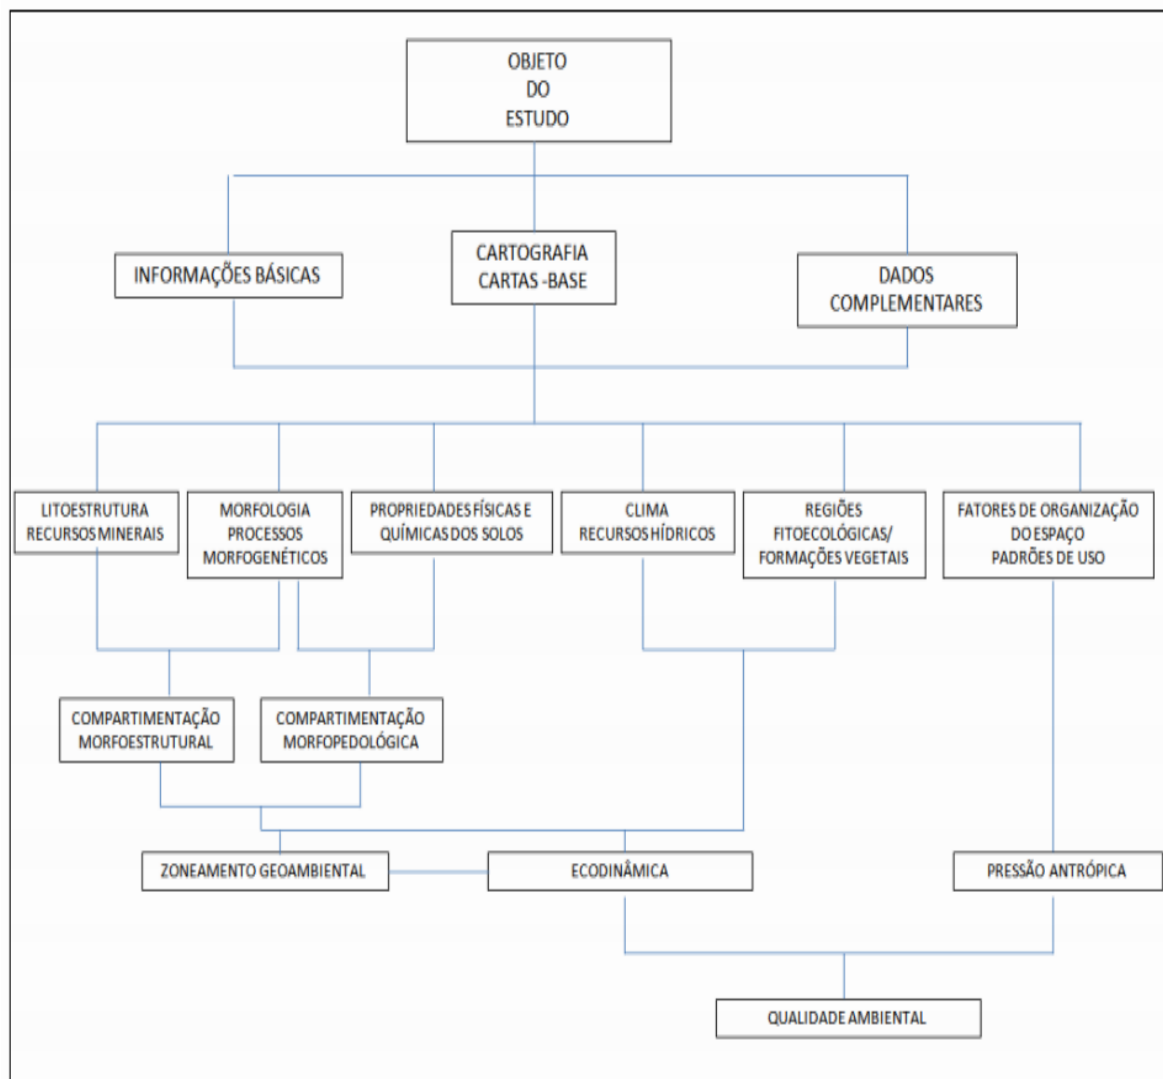 OBJETO
DO
ESTUDO
INFORMAÇÕES BÁSICAS
CARTOGRAFIA
CARTAS -BASE
DADOS
COMPLEMENTARES
LITOESTRUTURA
RECURSOS MINERAIS
MORFOLOGIA
PROCESSOS
MORFOGENÉTICOS
PROPRIEDADES FÍSICAS E
QUÍMICAS DOS SOLOS
CLIMA
RECURSOS HÍDRICOS
REGIÕES
FITOECOLÓGICAS/
FORMAÇÕES VEGETAIS
FATORES DE ORGANIZAÇÃO
DO ESPAÇO
PADRÕES DE USO
COMPARTIMENTAÇÃO
MORFOESTRUTURAL
COMPARTIMENTAÇÃO
MORFOPEDOLÓGICA
ZONEAMENTO GEOAMBIENTAL
ECODINÂMICA
PRESSÃO ANTRÓPICA
QUALIDADE AMBIENTAL